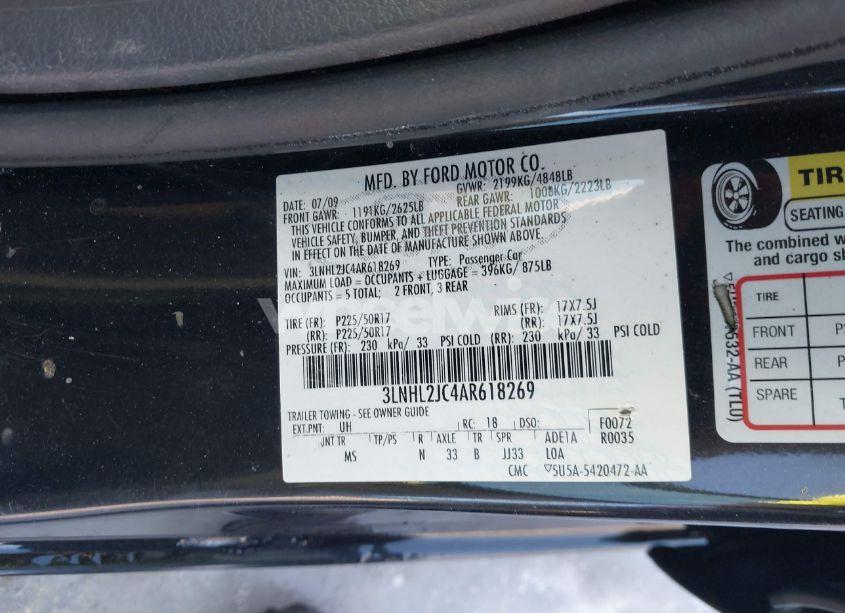 MFD. BY FORD MOTOR CO.
DATE: 07/09 GVWR: 2199KG/4848LB
FRONT GAWR: 1191KG/2625LB REAR GAWR: 1008KG/2223LB
THIS VEHICLE CONFORMS TO ALL APPLICABLE FEDERAL MOTOR
VEHICLE SAFETY, BUMPER, AND THEFT PREVENTION STANDARDS
IN EFFECT ON THE DATE OF MANUFACTURE SHOWN ABOVE.
VIN: 3LNHL2JC4AR618269 TYPE: Passenger Car
MAXIMUM LOAD = OCCUPANTS + LUGGAGE = 396KG/ 875LB
OCCUPANTS = 5 TOTAL; 2 FRONT, 3 REAR
TIRE (FR): P225/50R17 RIMS (FR): 17X7.5J
(RR): P225/50R17 (RR): 17X7.5J
PRESSURE (FR): 230 kPa/ 33 PSI COLD (RR): 230 kPa/ 33 PSI COLD
3LNHL2JC4AR618269
TRAILER TOWING - SEE OWNER GUIDE
EXT.PNT: UH RC: 18 DSO: F0072
INT TR TP/PS R AXLE TR SPR ADE1A R0035
MS N 33 B JJ33 LOA
CMC 5U5A-5420472-AA
TIR
SEATING
The combined w
and cargo sh
TIRE
FRONT P
REAR P
SPARE T
632-AA (TLU)